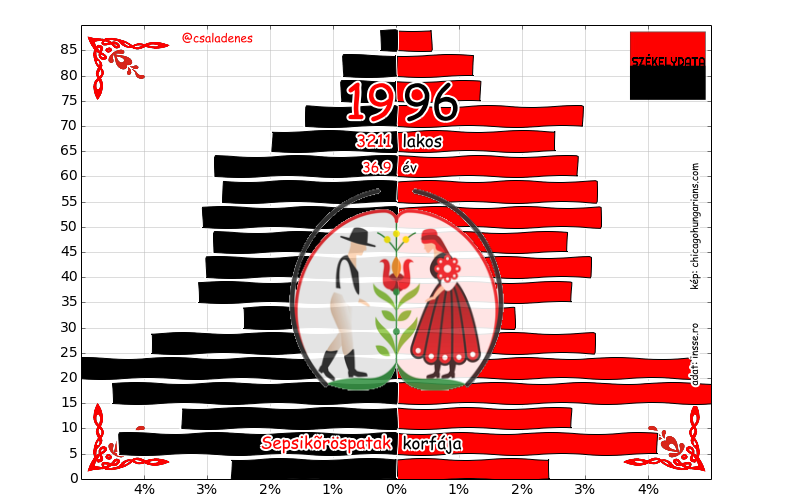 @csaladenes
SZÉKELYDATA
1996
3211 lakos
36.9 év
kép: chicagohungarians.com
adat: insse.ro
Sepsikőröspatak korfája
85
80
75
70
65
60
55
50
45
40
35
30
25
20
15
10
5
0
4% 3% 2% 1% 0% 1% 2% 3% 4%